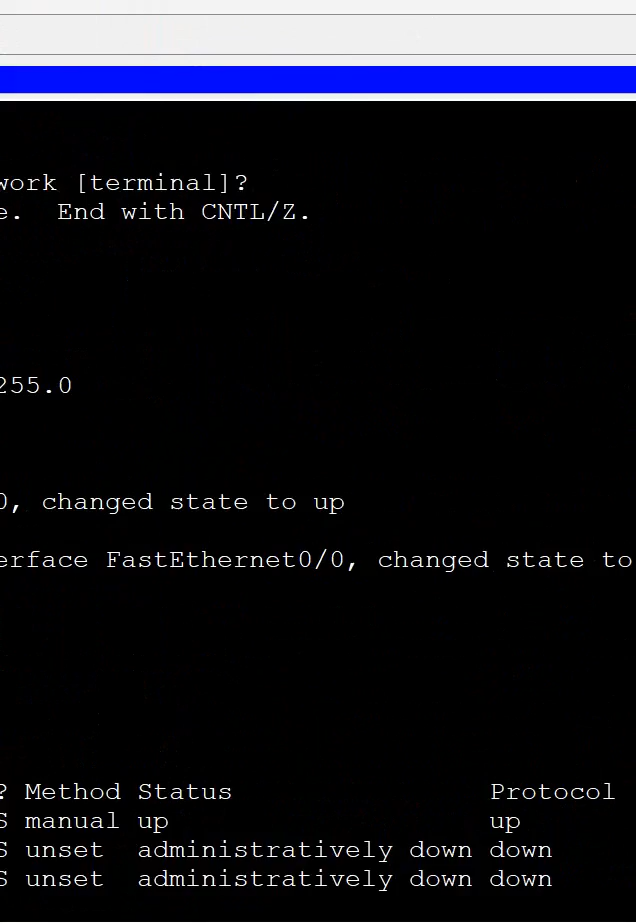 work [terminal]?
e.  End with CNTL/Z.
255.0
0, changed state to up
erface FastEthernet0/0, changed state to
? Method Status                Protocol
S manual up                    up
S unset  administratively down down
S unset  administratively down down